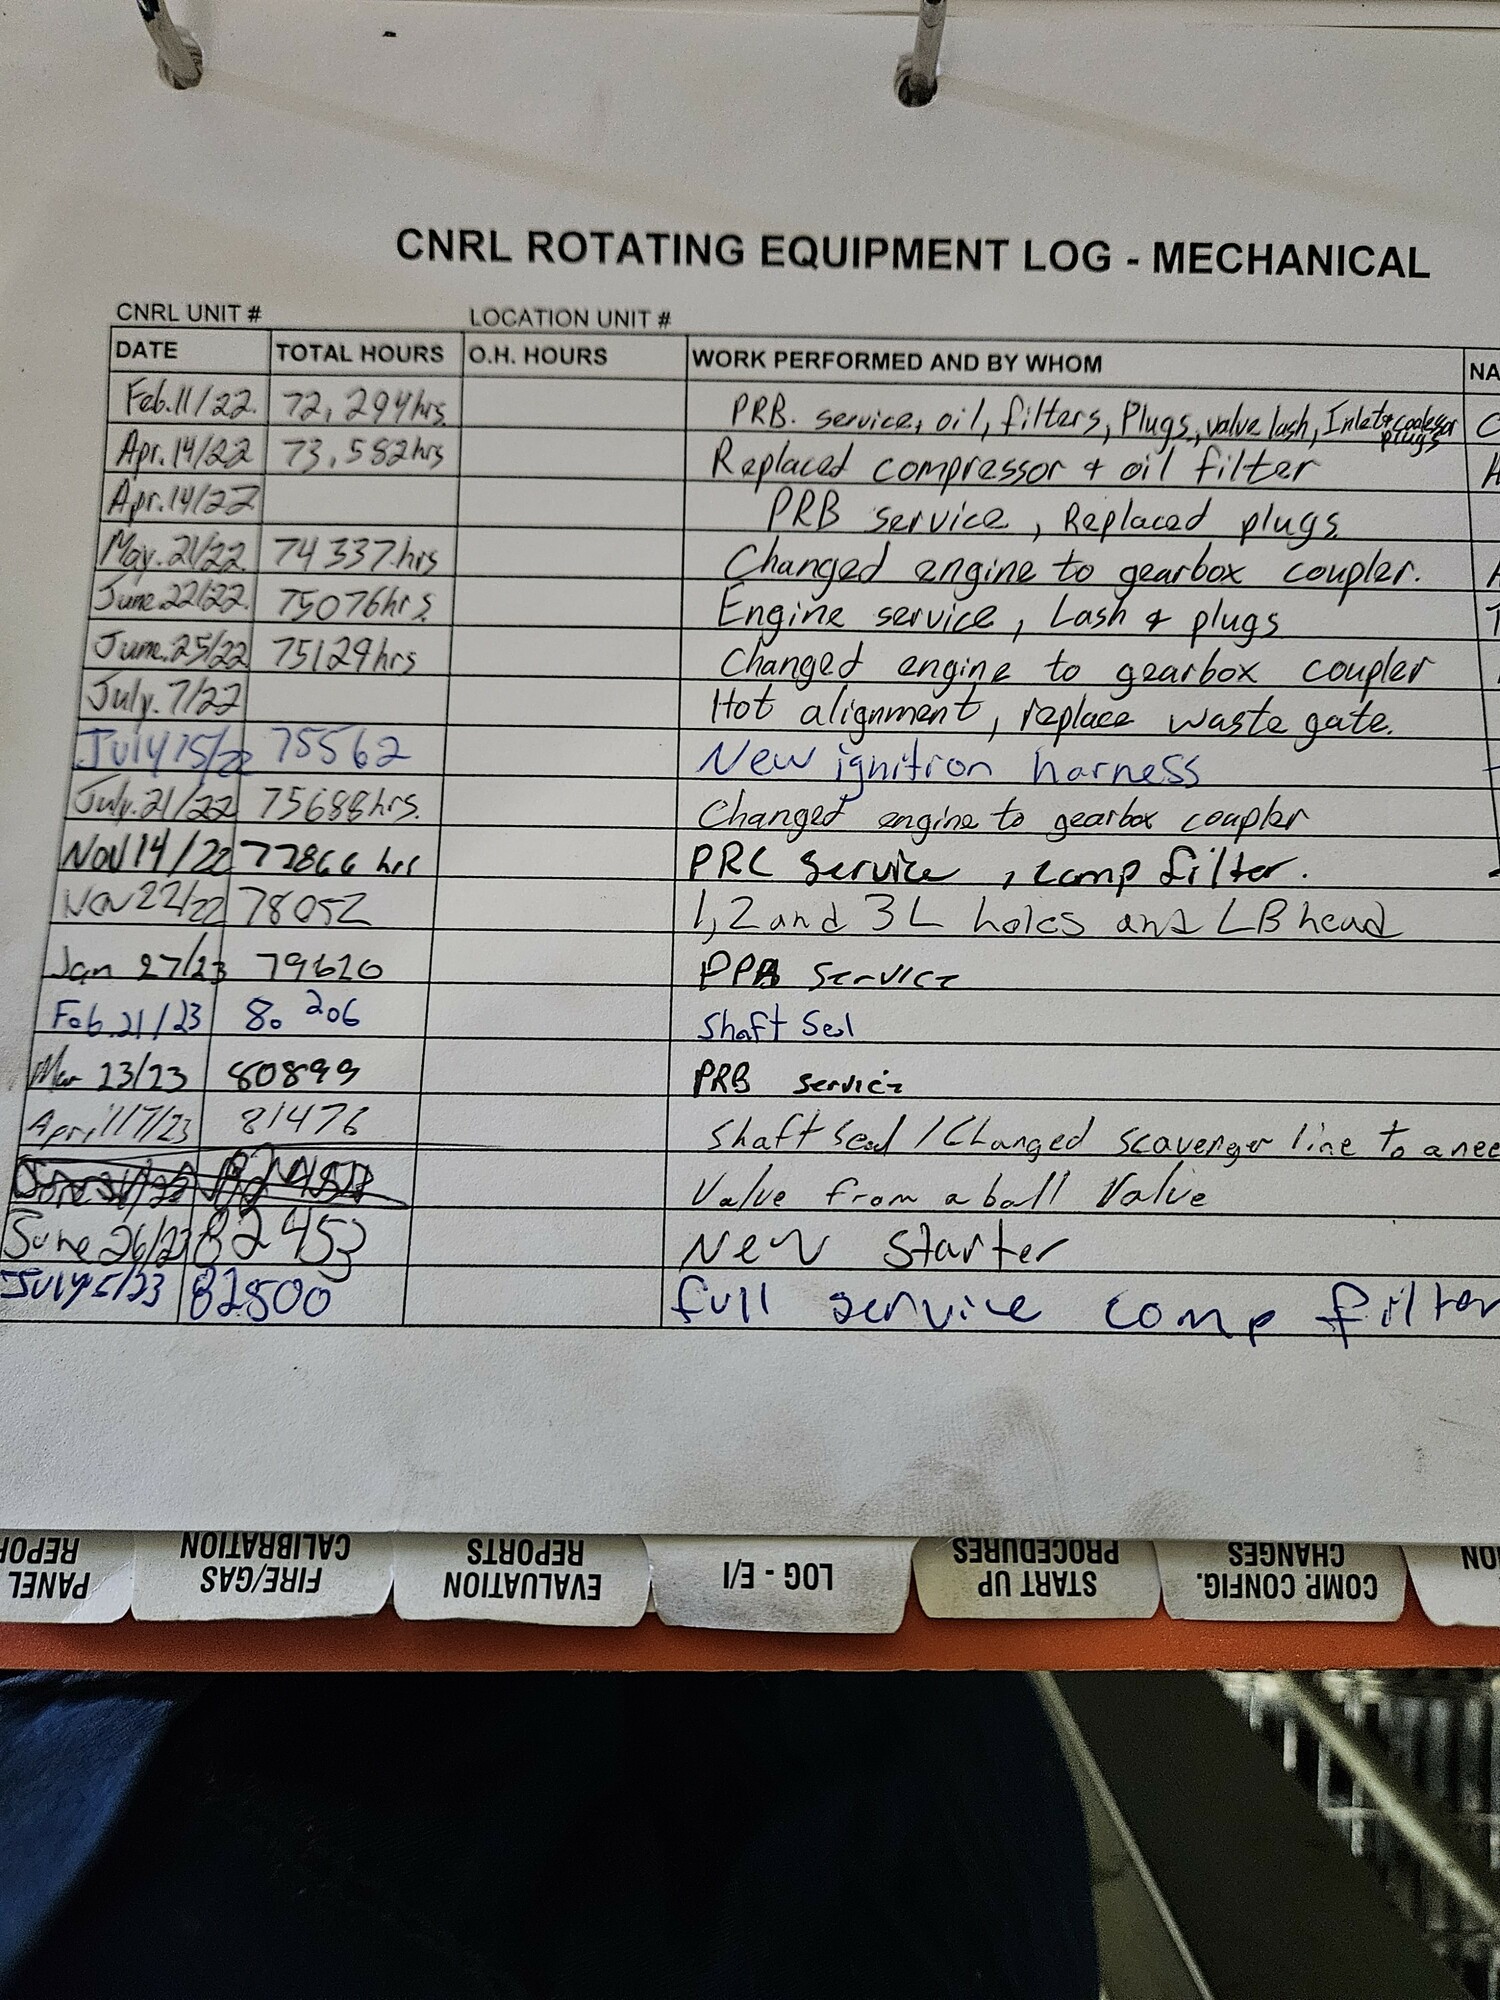 CNRL ROTATING EQUIPMENT LOG - MECHANICAL
CNRL UNIT # LOCATION UNIT #
DATE TOTAL HOURS O.H. HOURS WORK PERFORMED AND BY WHOM NA
Feb.11/22. 72,294hrs. PRB. service, oil, filters, Plugs, valve lash, Inlet+coalesor plugs
Apr.14/22 73,582hrs Replaced compressor + oil filter
Apr.14/22 PRB service, Replaced plugs.
May.21/22. 74337hrs Changed engine to gearbox coupler.
June.22/22. 75076hrs. Engine service, Lash & plugs
June.25/22 75129hrs Changed engine to gearbox coupler
July.7/22 Hot alignment, replace waste gate.
July 15/22 75562 New ignition harness
July.21/22 75688hrs. Changed engine to gearbox coupler
Nov 14/22 77866 hrs PRC Service, comp filter.
Nov 22/22 78052 1,2 and 3 L holes and LB head
Jan 27/23 79620 Service
Feb.21/23 80 206 Shaft Seal
Mar 23/23 80899 PRB Service
April 17/23 81476 Shaft Seal / Changed scavenger line to a nee
Valve from a ball Valve
June 26/23 82453 New Starter
July 5/23 82500 full service comp filter
PANEL REPOR
FIRE/GAS CALIBRATION
EVALUATION REPORTS
LOG - E/I
START UP PROCEDURES
COMP. CONFIG. CHANGES